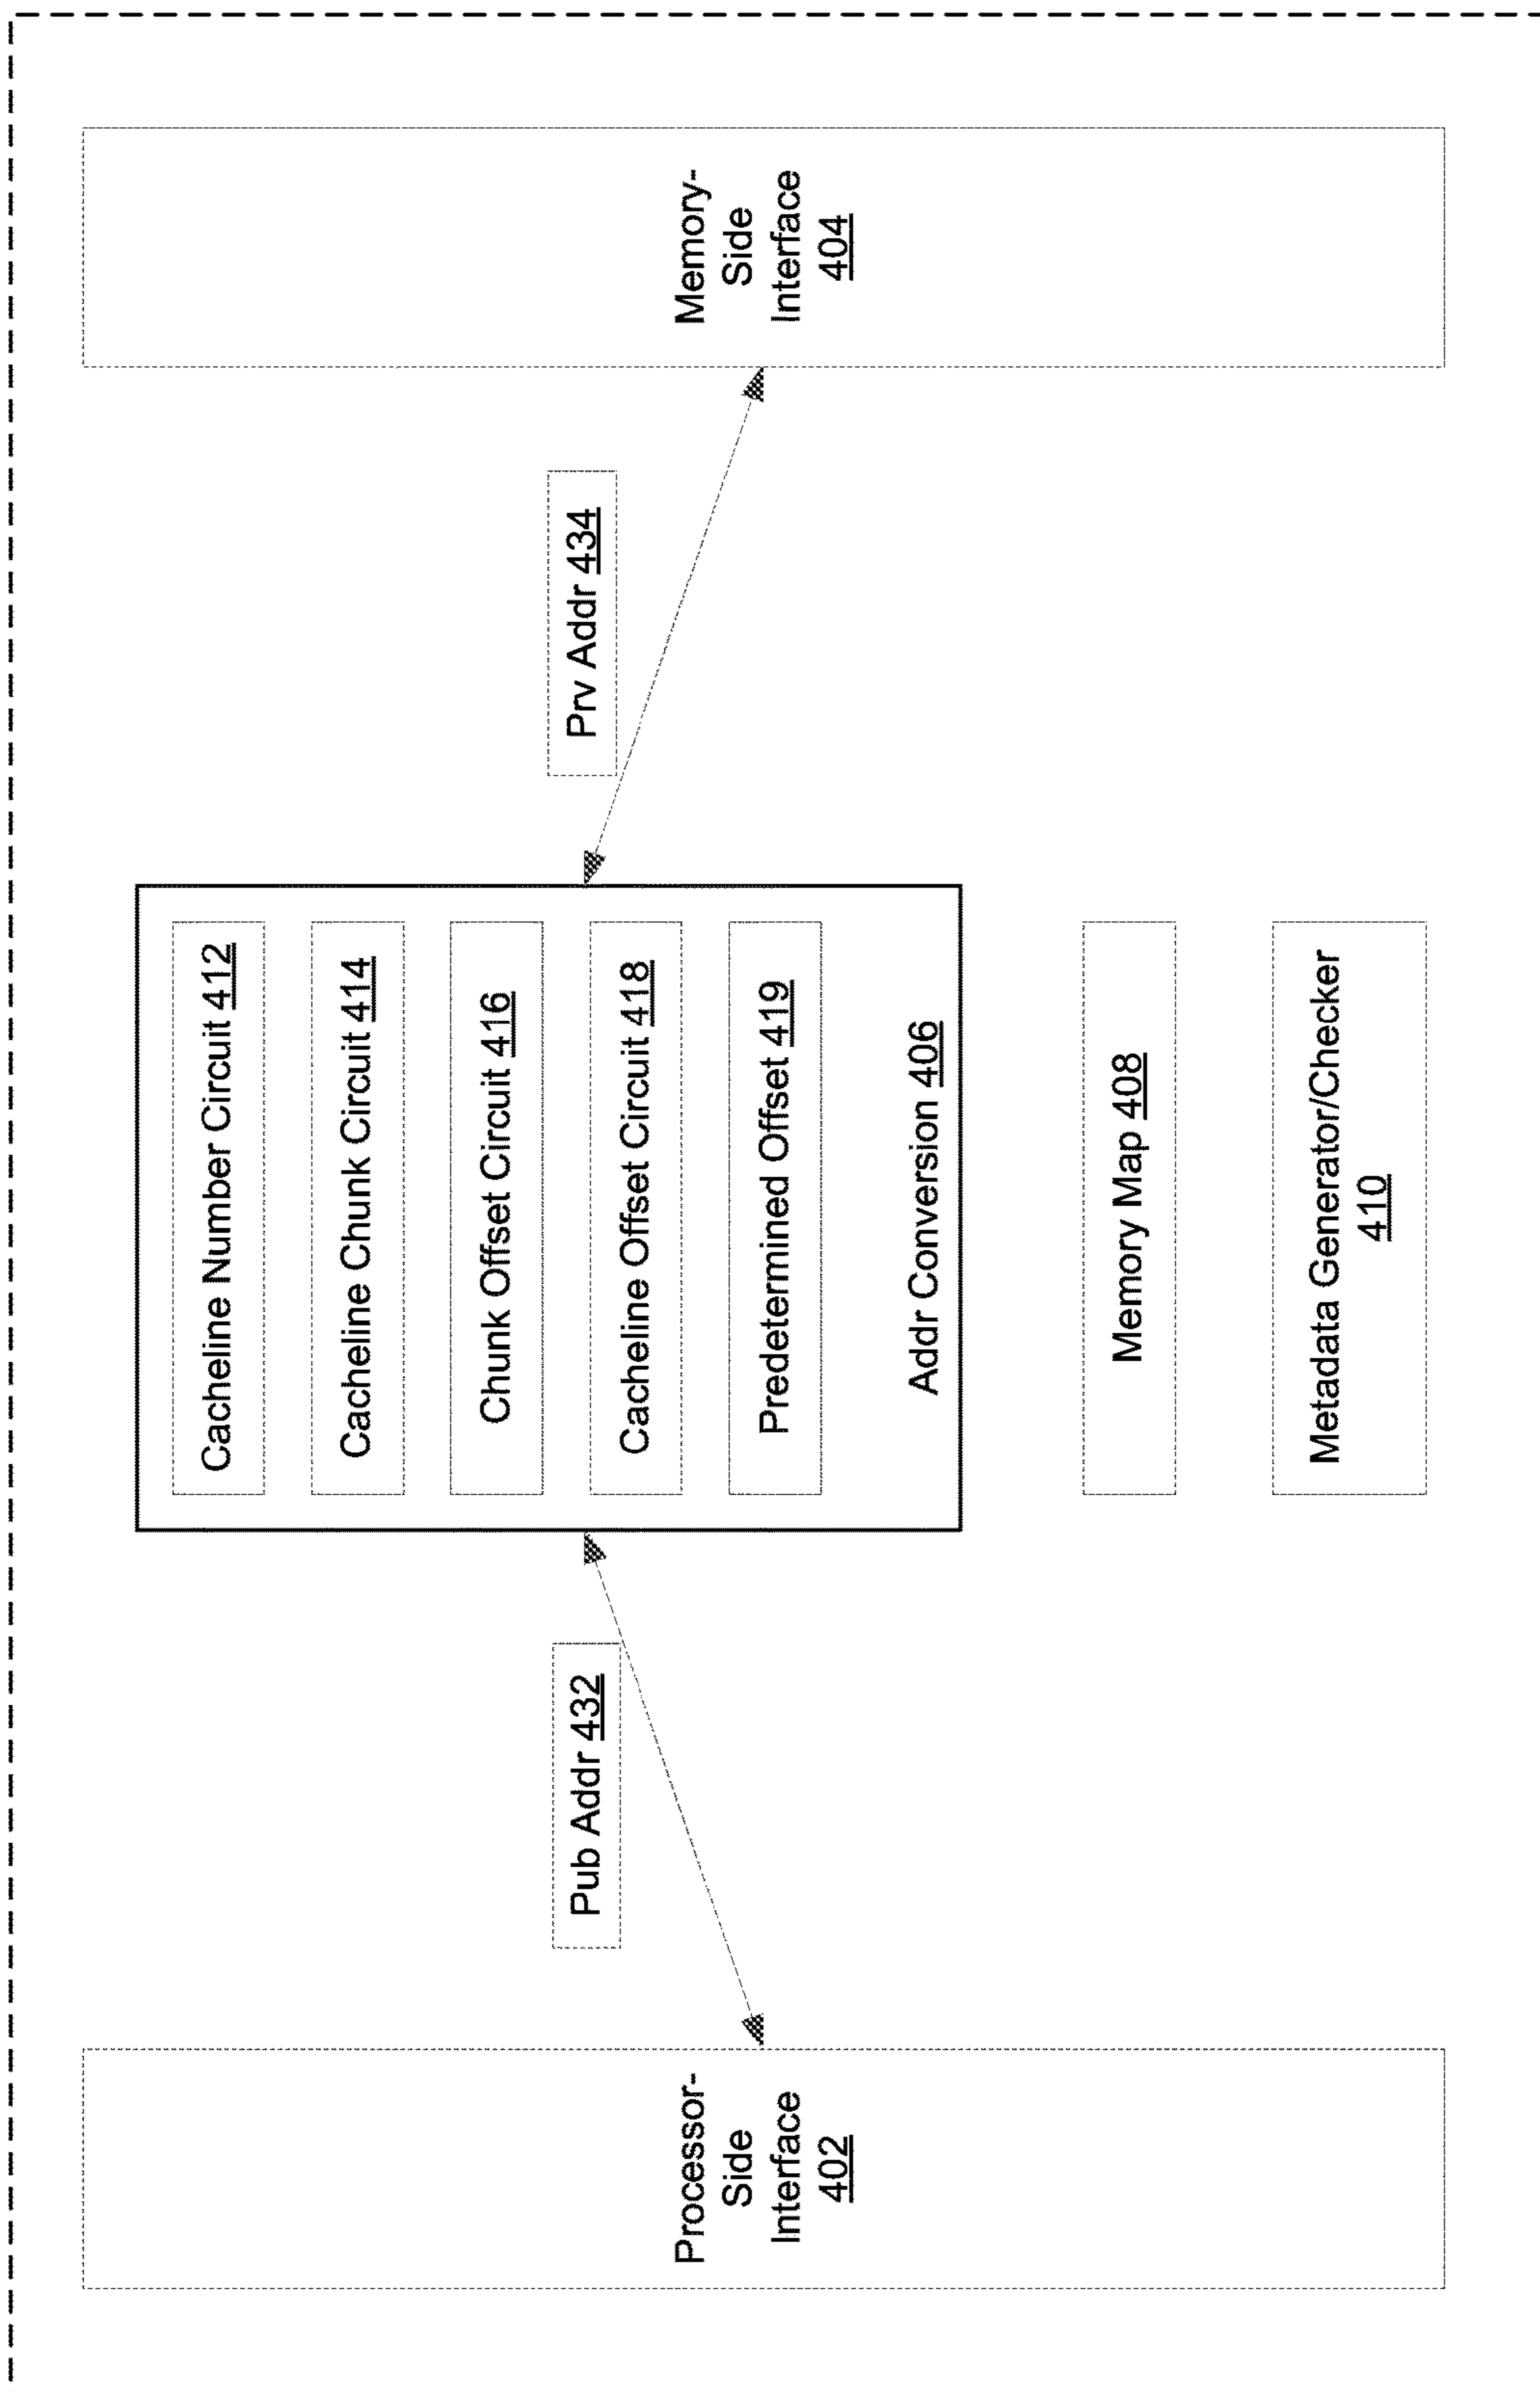 Processor-
Side
Interface
402
Pub Addr 432
Cacheline Number Circuit 412
Cacheline Chunk Circuit 414
Chunk Offset Circuit 416
Cacheline Offset Circuit 418
Predetermined Offset 419
Addr Conversion 406
Memory Map 408
Metadata Generator/Checker
410
Prv Addr 434
Memory-
Side
Interface
404